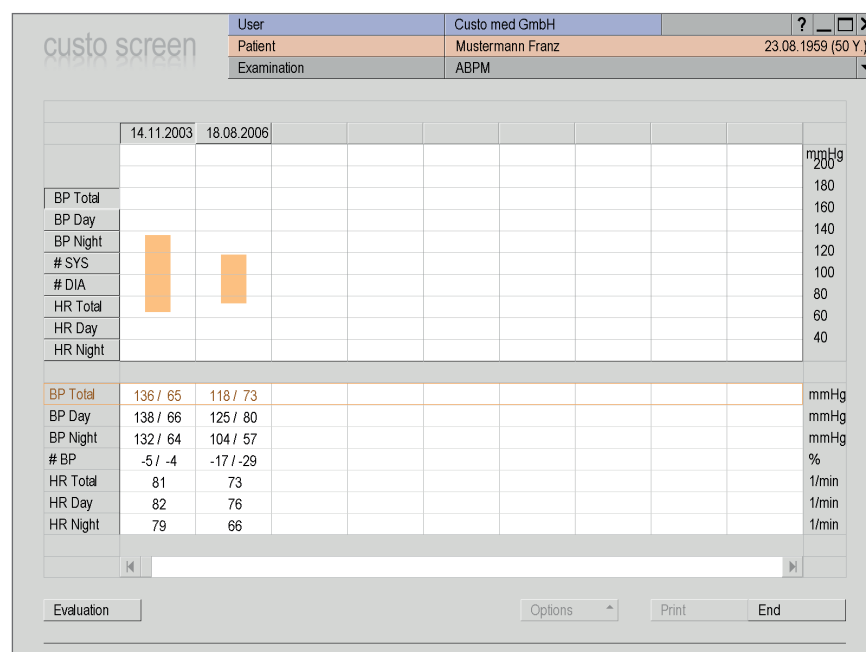 custo screen
User Custo med GmbH ?
Patient Mustermann Franz 23.08.1959 (50 Y.)
Examination ABPM
14.11.2003 18.08.2006
mmHg
200
BP Total 180
BP Day 160
BP Night 140
# SYS 120
# DIA 100
HR Total 80
HR Day 60
HR Night 40
BP Total 136 / 65 118 / 73 mmHg
BP Day 138 / 66 125 / 80 mmHg
BP Night 132 / 64 104 / 57 mmHg
# BP -5 / -4 -17 / -29 %
HR Total 81 73 1/min
HR Day 82 76 1/min
HR Night 79 66 1/min
Evaluation Options Print End